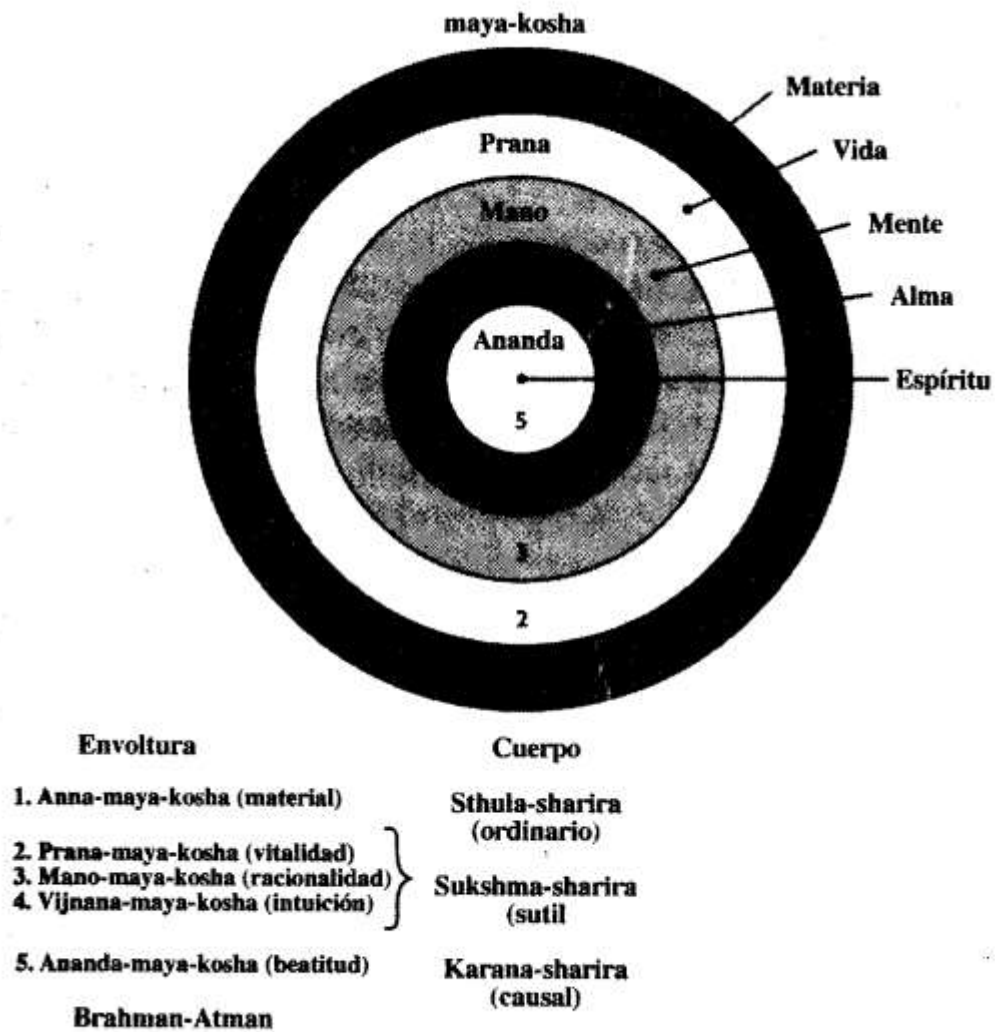 maya-kosha
Materia
Prana
Vida
Mano
Mente
Alma
Ananda
Espíritu
5
3
2
Envoltura
Cuerpo
1. Anna-maya-kosha (material)
Sthula-sharira
(ordinario)
2. Prana-maya-kosha (vitalidad)
3. Mano-maya-kosha (racionalidad)
4. Vijnana-maya-kosha (intuición)
Sukshma-sharira
(sutil
5. Ananda-maya-kosha (beatitud)
Karana-sharira
(causal)
Brahman-Atman